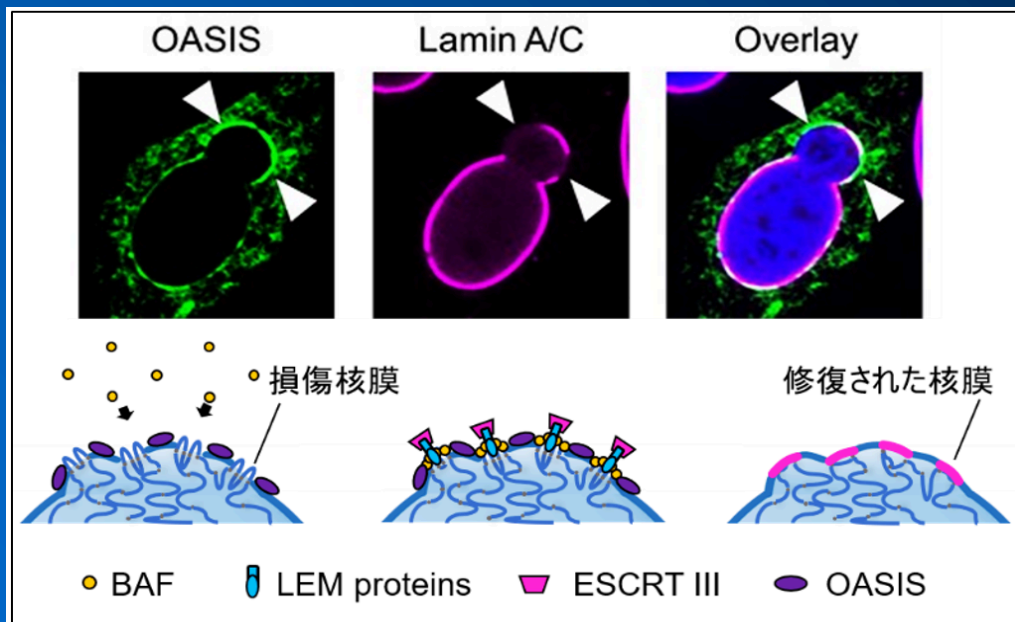 OASIS
Lamin A/C
Overlay
損傷核膜
修復された核膜
BAF
LEM proteins
ESCRT III
OASIS